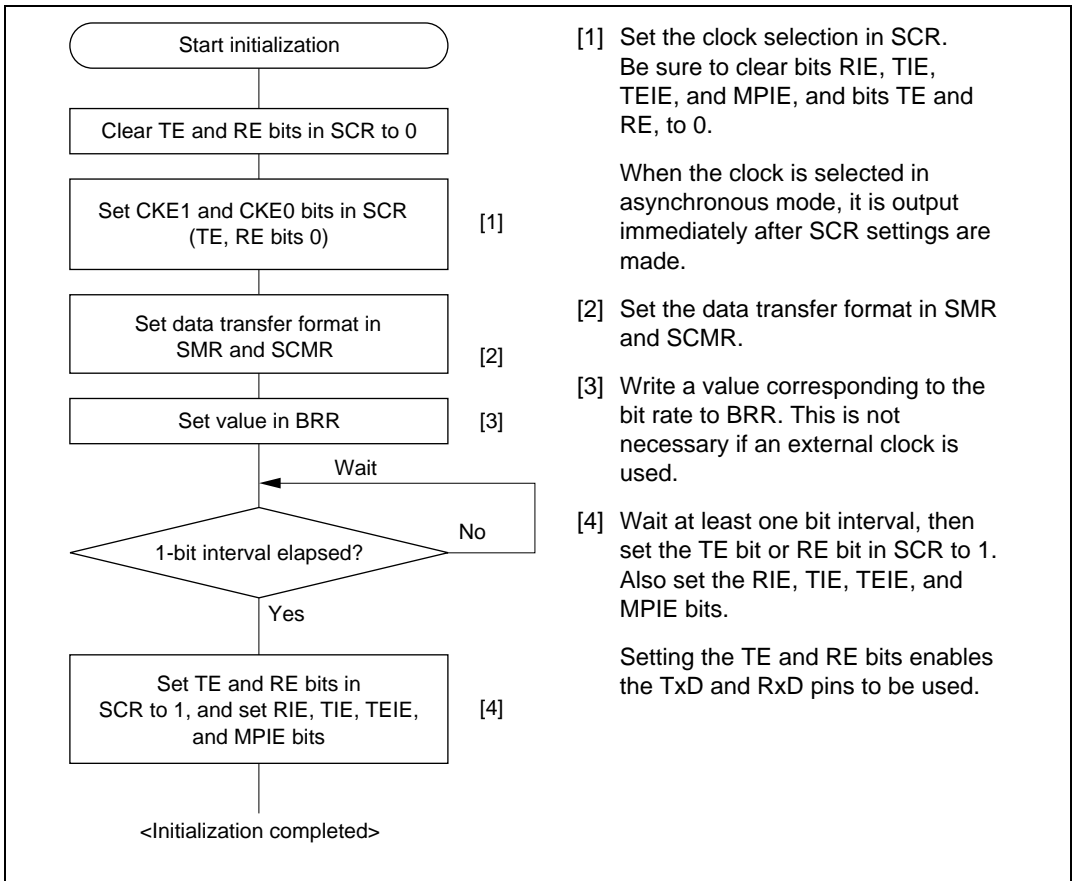 Start initialization
Clear TE and RE bits in SCR to 0
Set CKE1 and CKE0 bits in SCR
(TE, RE bits 0)
[1]
Set data transfer format in
SMR and SCMR
[2]
Set value in BRR
[3]
Wait
1-bit interval elapsed?
No
Yes
Set TE and RE bits in
SCR to 1, and set RIE, TIE, TEIE,
and MPIE bits
[4]
<Initialization completed>
[1] Set the clock selection in SCR.
Be sure to clear bits RIE, TIE,
TEIE, and MPIE, and bits TE and
RE, to 0.
When the clock is selected in
asynchronous mode, it is output
immediately after SCR settings are
made.
[2] Set the data transfer format in SMR
and SCMR.
[3] Write a value corresponding to the
bit rate to BRR. This is not
necessary if an external clock is
used.
[4] Wait at least one bit interval, then
set the TE bit or RE bit in SCR to 1.
Also set the RIE, TIE, TEIE, and
MPIE bits.
Setting the TE and RE bits enables
the TxD and RxD pins to be used.